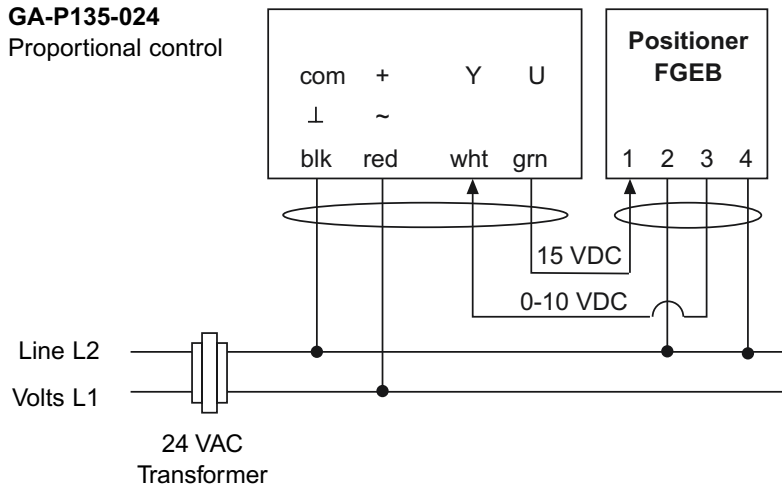 GA-P135-024
Proportional control
com + Y U
⊥ ~
blk red wht grn
Positioner
FGEB
1 2 3 4
15 VDC
0-10 VDC
Line L2
Volts L1
24 VAC
Transformer